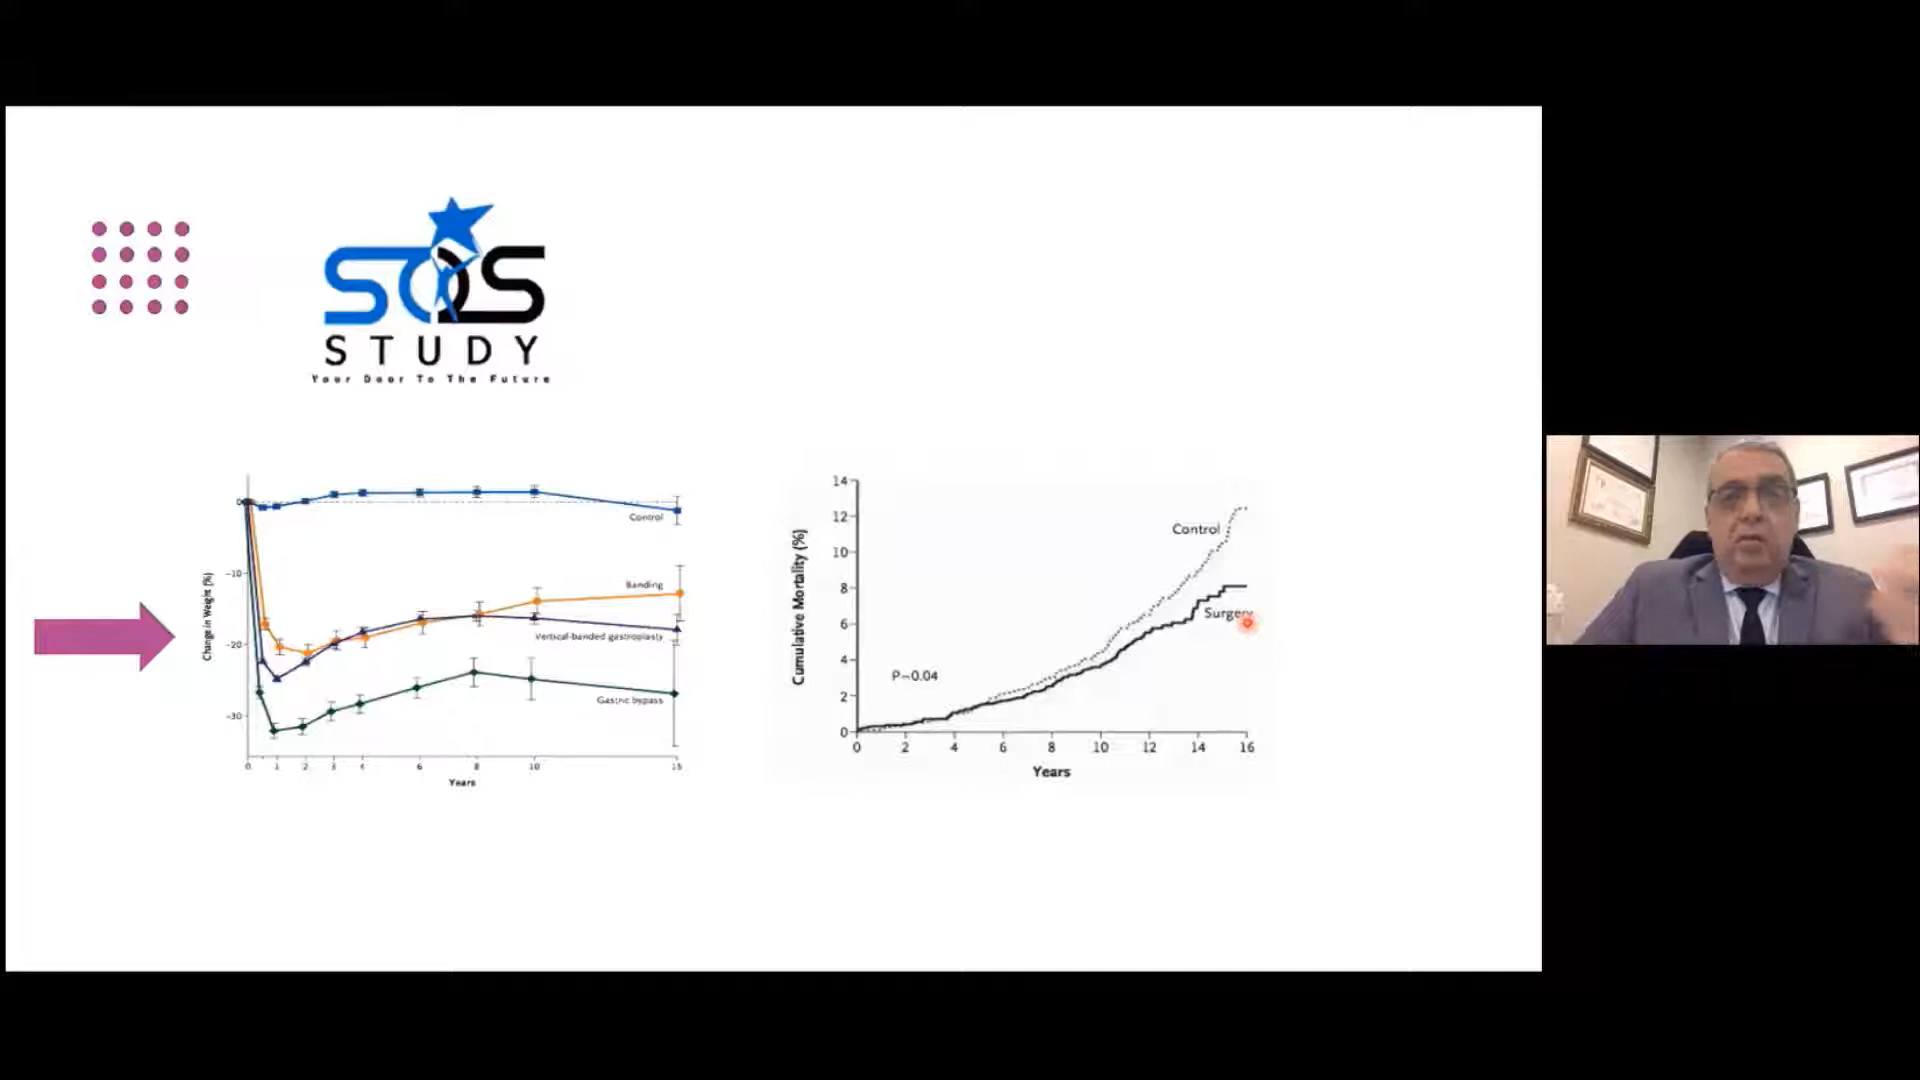 SOS
STUDY
Your Door To The Future
0
Control
-10
Banding
Change in Weight (%)
-20
Vertical-banded gastroplasty
Gastric bypass
-30
0 1 2 3 4 6 8 10 15
Years
14
12
Control
10
Cumulative Mortality (%)
8
Surgery
6
4
P=0.04
2
0
0 2 4 6 8 10 12 14 16
Years